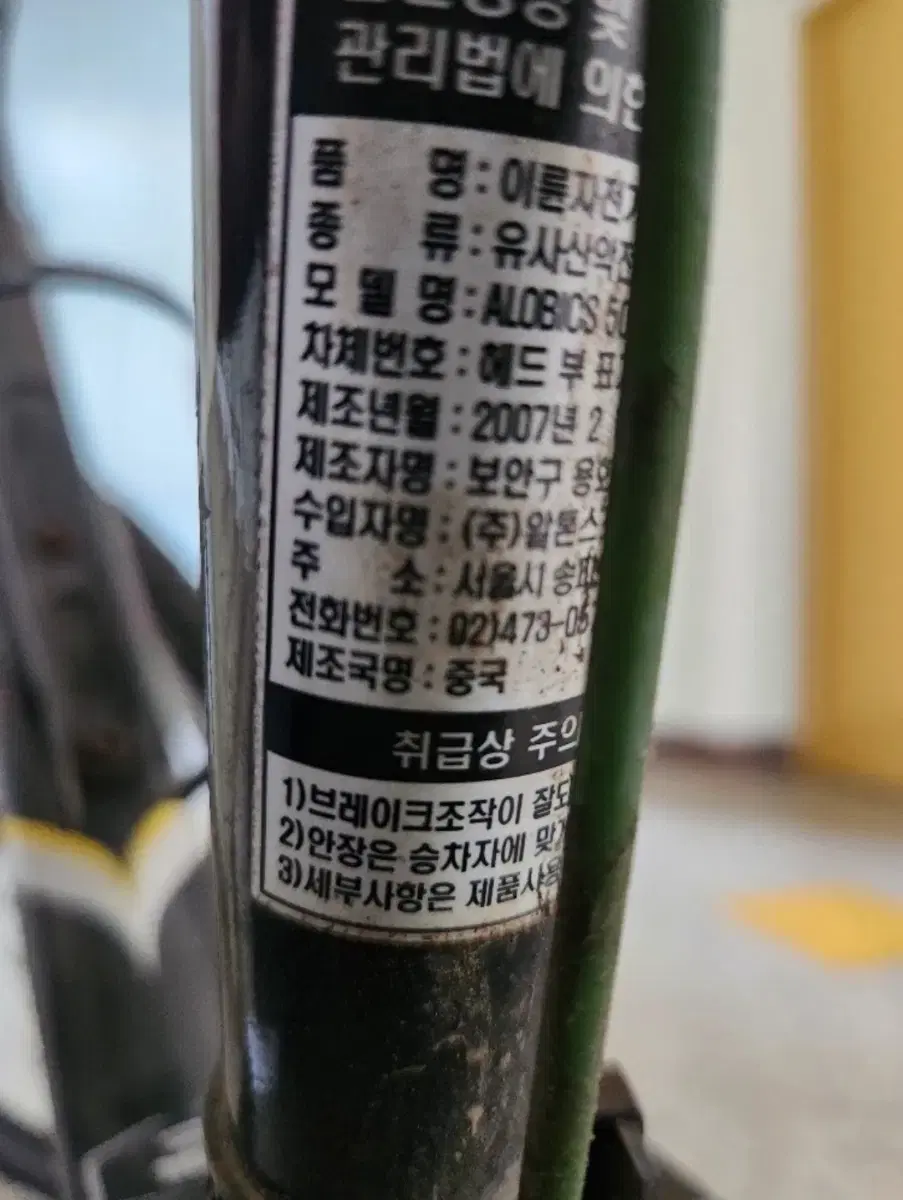 관리법에 의한
품 명 : 이륜자전거
종 류 : 유사산악
모 델 명 : ALOBICS 50
차체번호 : 헤드 부 표
제조년월 : 2007년 2
제조자명 : 보안구 용
수입자명 : (주)알톤스
주 소 : 서울시 송파
전화번호 : 02)473-0
제조국명 : 중국
취급상 주의
1)브레이크조작이 잘
2)안장은 승차자에 맞
3)세부사항은 제품사용